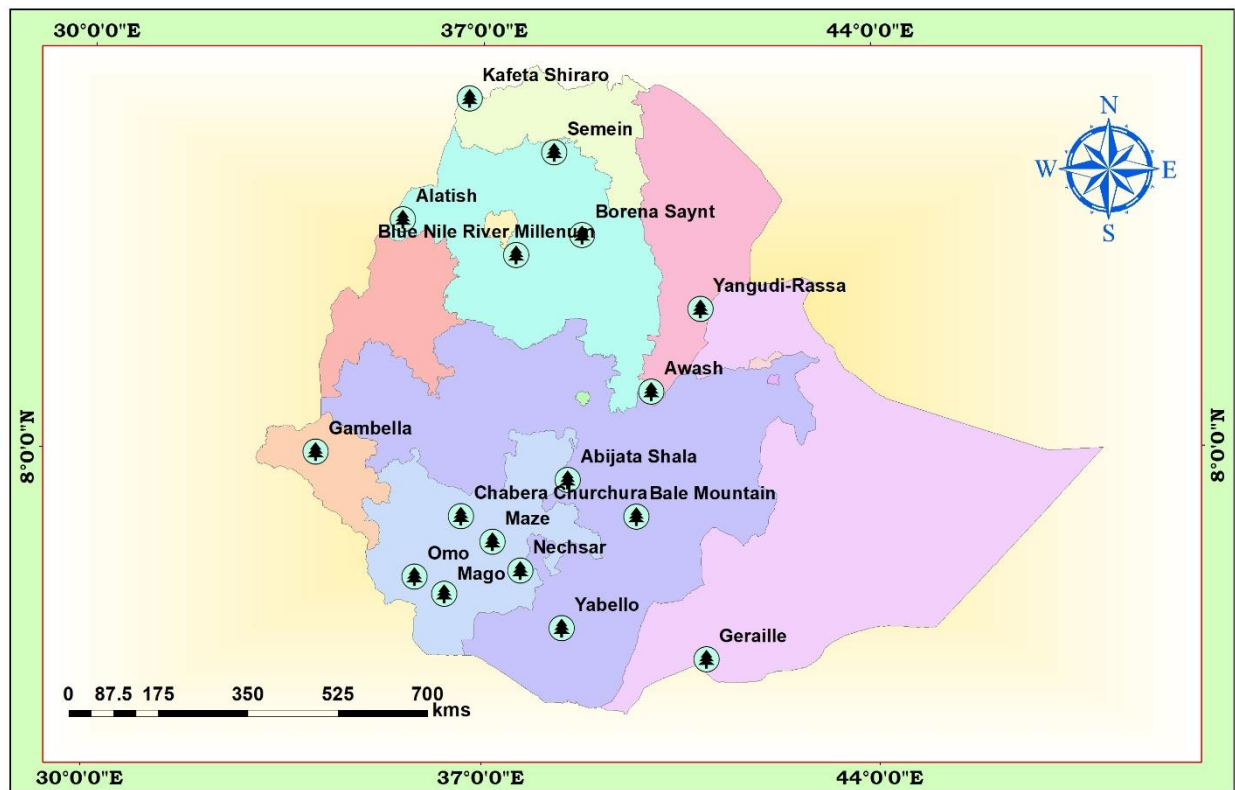 30°0'0"E 37°0'0"E 44°0'0"E
Kafeta Shiraro
N
Semein
W E
Alatish
Borena Saynt
Blue Nile River Millenum
S
Yangudi-Rassa
Awash
8°0'0"N 8°0'0"N
Gambella
Abijata Shala
Chabera Churchura Bale Mountain
Maze
Nechsar
Omo
Mago
Yabello
Geraille
0 87.5 175 350 525 700
kms
30°0'0"E 37°0'0"E 44°0'0"E